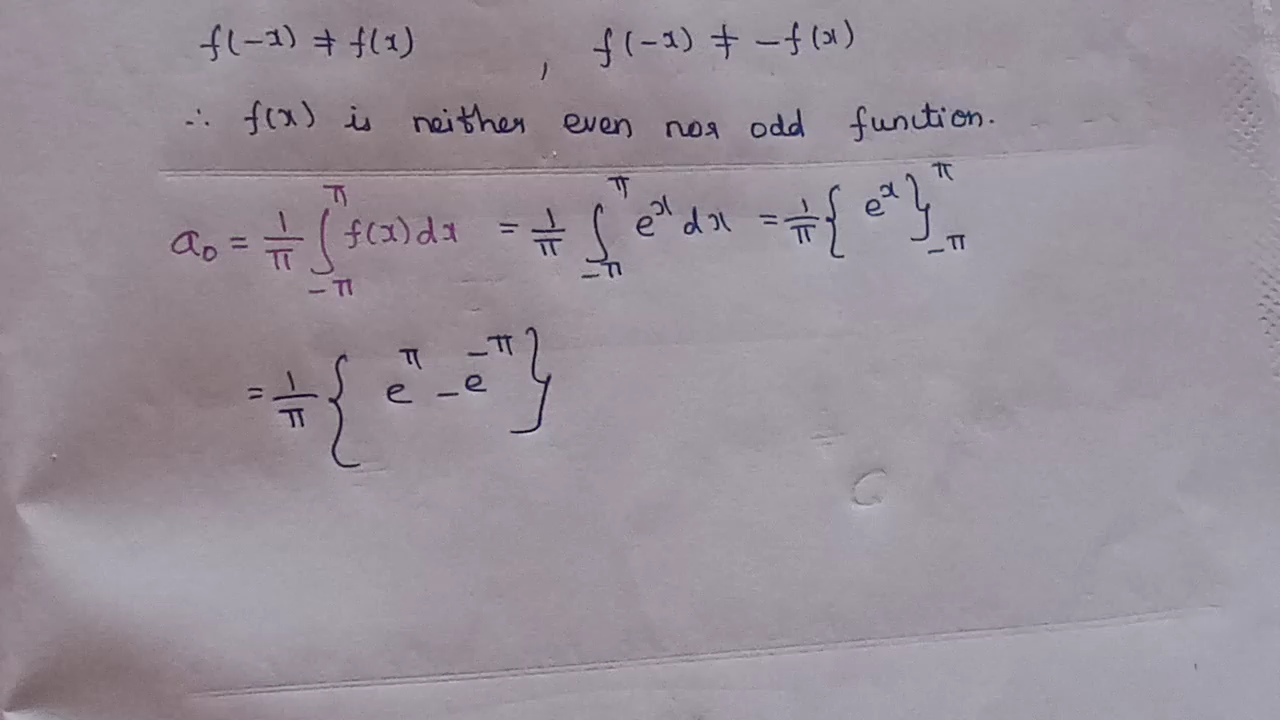 f(-x) ≠ f(x) , f(-x) ≠ -f(x)
∴ f(x) is neither even nor odd function.
a₀ = 1/π ∫_{-π}^{π} f(x)dx = 1/π ∫_{-π}^{π} e^x dx = 1/π { e^x }_{-π}^{π}
= 1/π { e^π - e^{-π} }